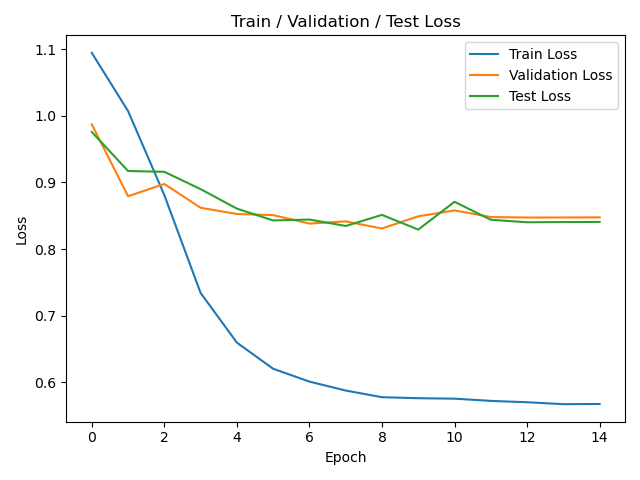 Train / Validation / Test Loss
Train Loss
Validation Loss
Test Loss
Loss
1.1
1.0
0.9
0.8
0.7
0.6
0 2 4 6 8 10 12 14
Epoch